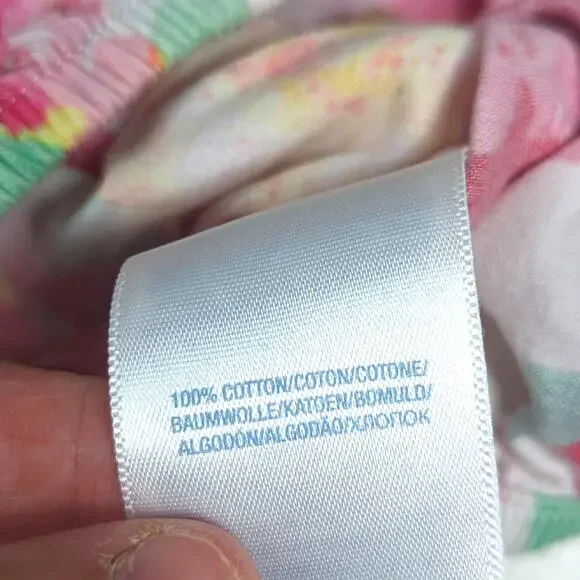 100% COTTON/COTON/COTONE/
BAUMWOLLE/KATOEN/BOMULD/
ALGODÓN/ALGODÃO/ХЛОПОК